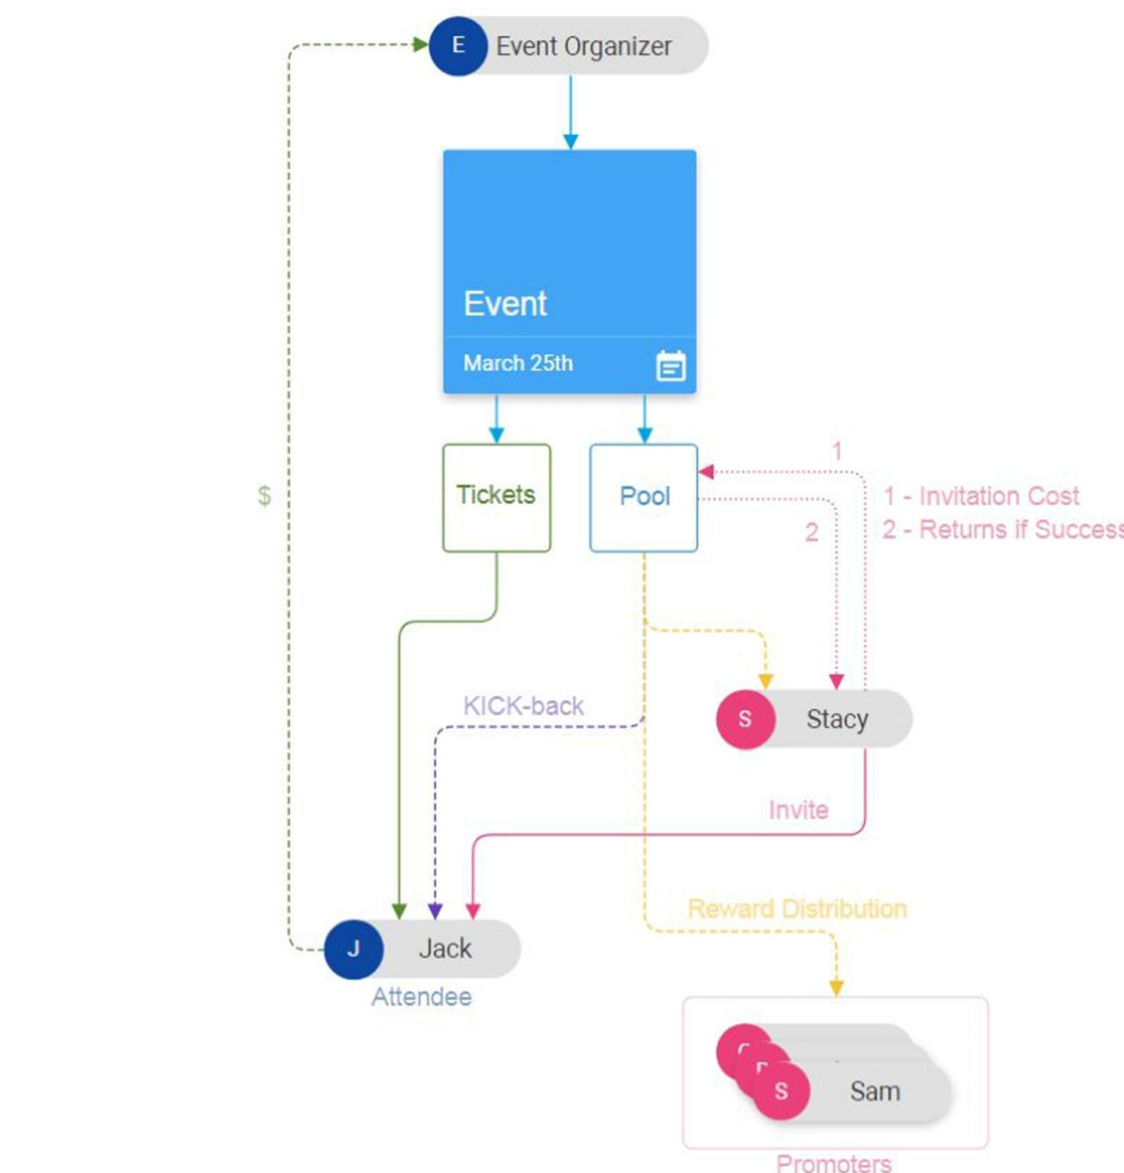 E Event Organizer
Event
March 25th
1
Tickets
Pool
$
1 - Invitation Cost
2 - Returns if Success
2
KICK-back
S Stacy
Invite
Reward Distribution
J Jack
Attendee
S Sam
Promoters